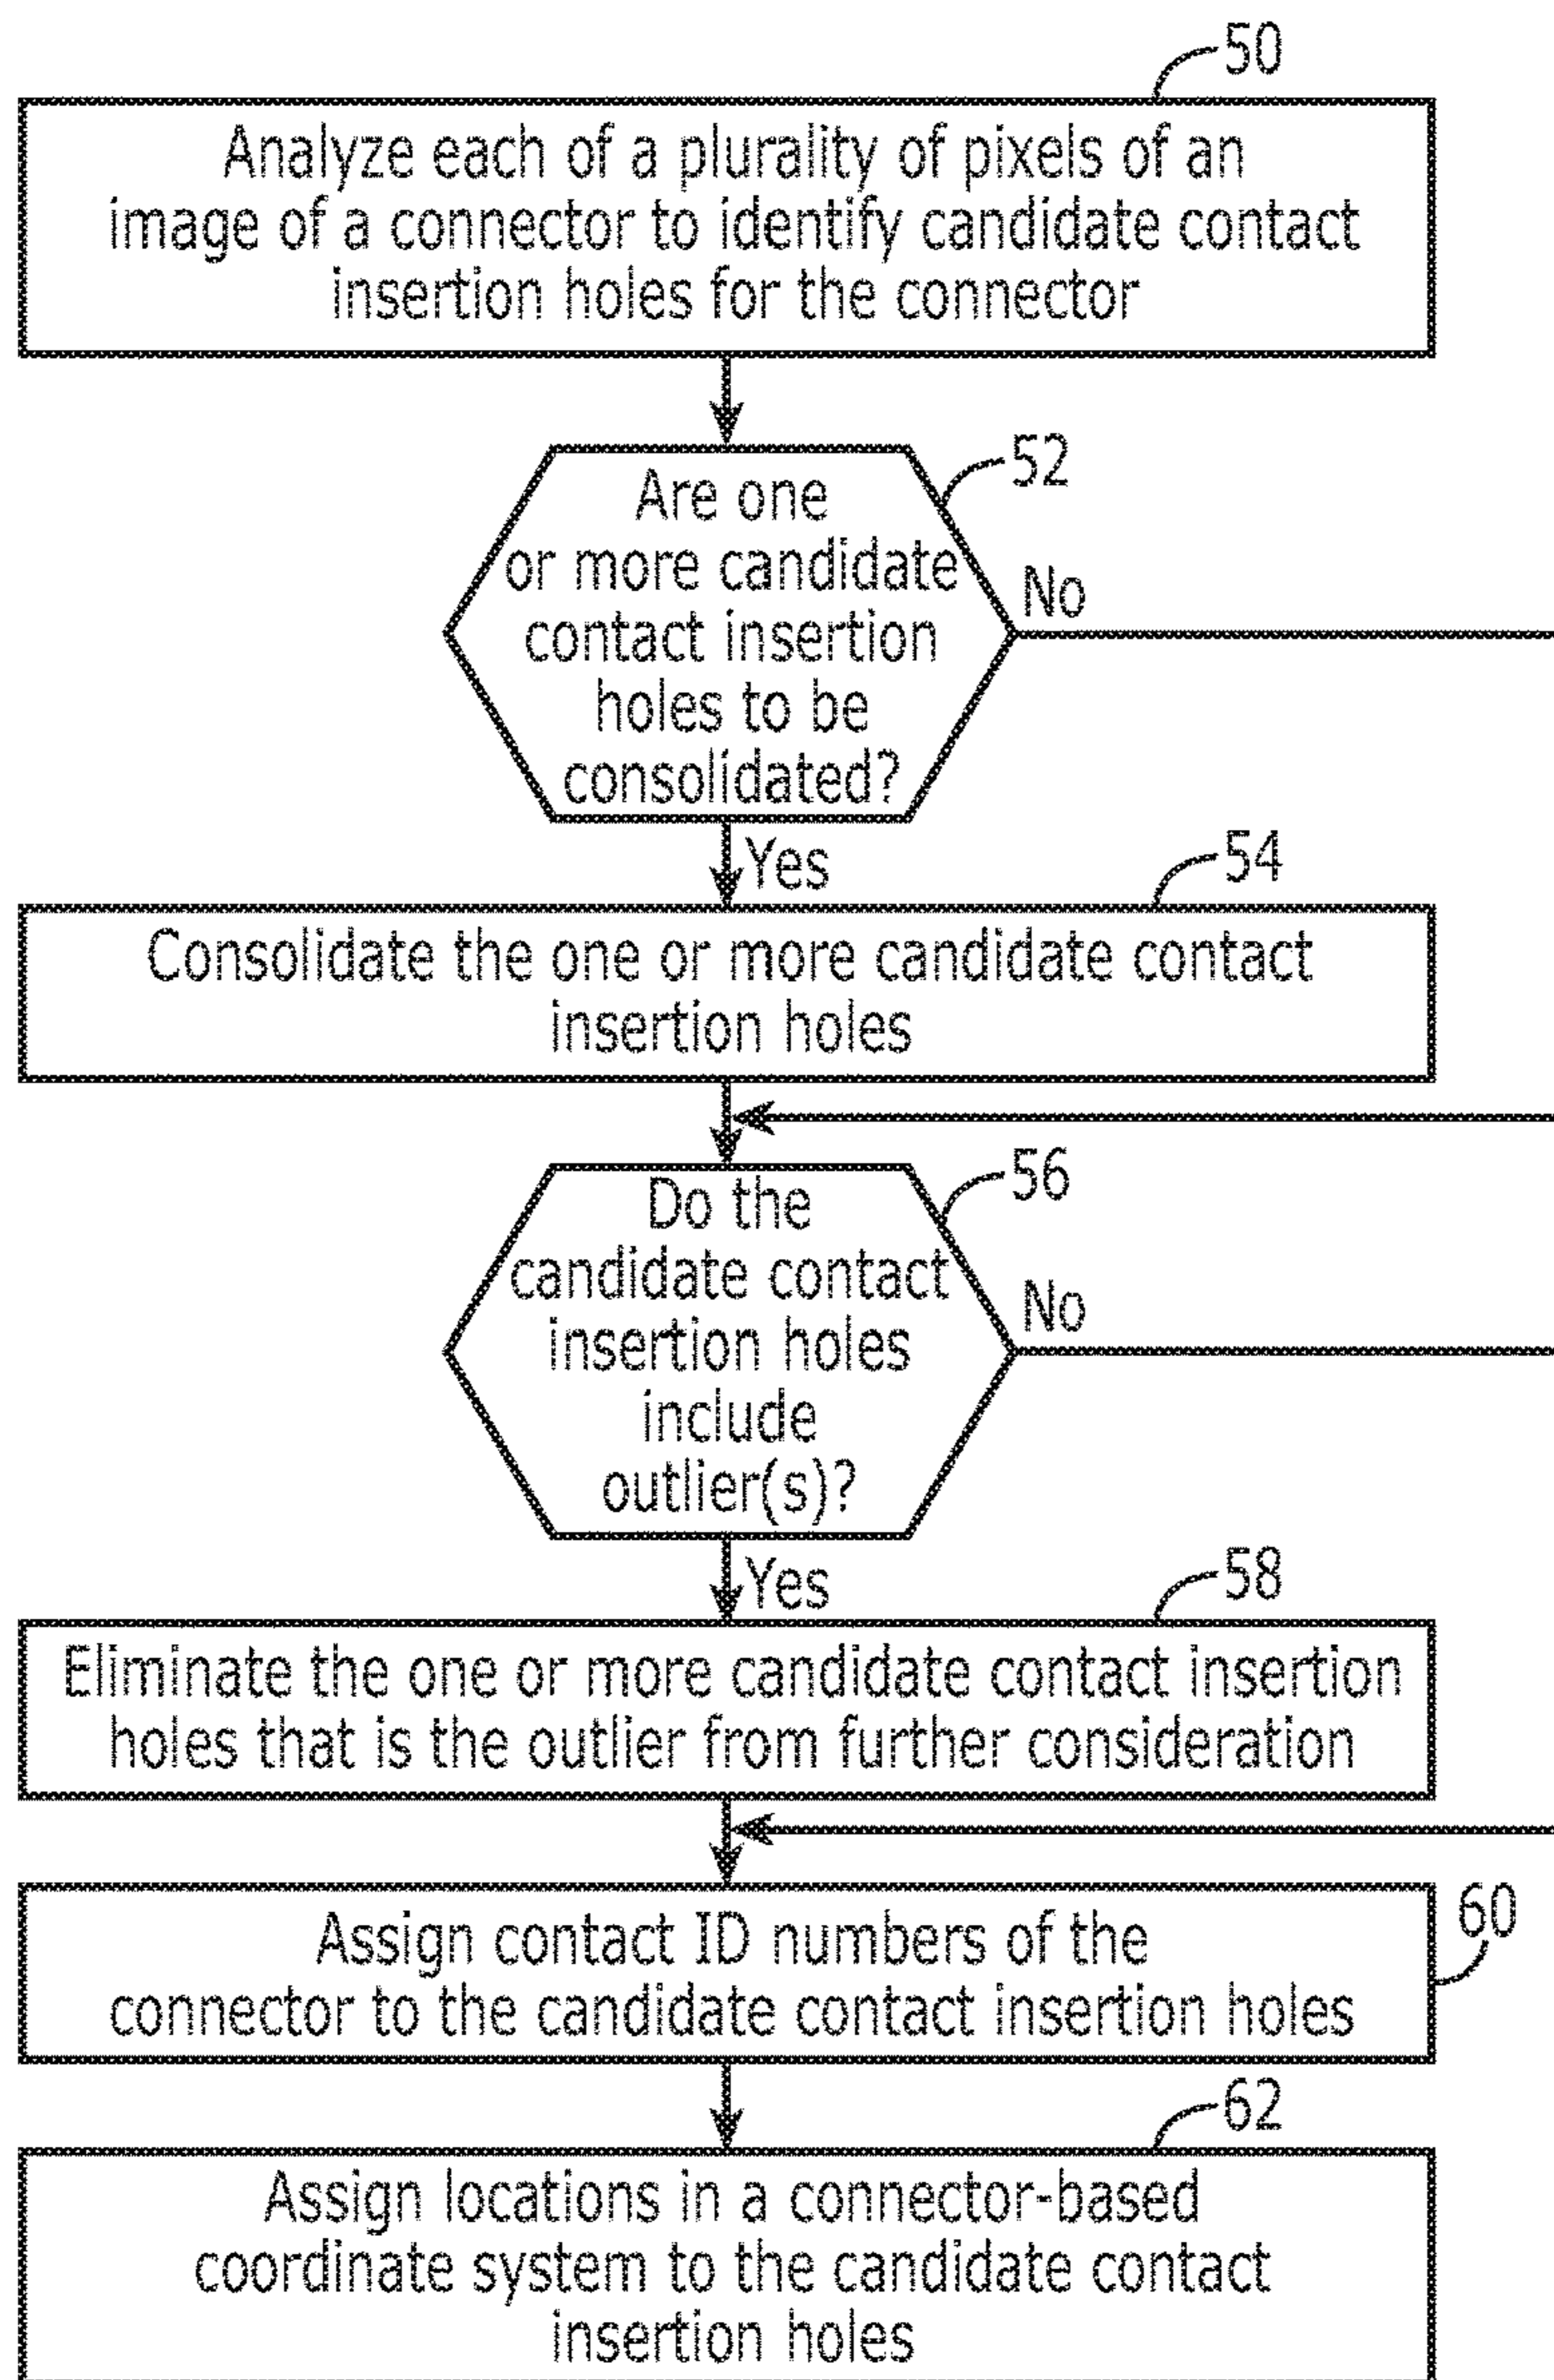 50
Analyze each of a plurality of pixels of an
image of a connector to identify candidate contact
insertion holes for the connector
52
Are one
or more candidate
contact insertion
holes to be
consolidated?
No
Yes
54
Consolidate the one or more candidate contact
insertion holes
56
Do the
candidate contact
insertion holes
include
outlier(s)?
No
Yes
58
Eliminate the one or more candidate contact insertion
holes that is the outlier from further consideration
60
Assign contact ID numbers of the
connector to the candidate contact insertion holes
62
Assign locations in a connector-based
coordinate system to the candidate contact
insertion holes